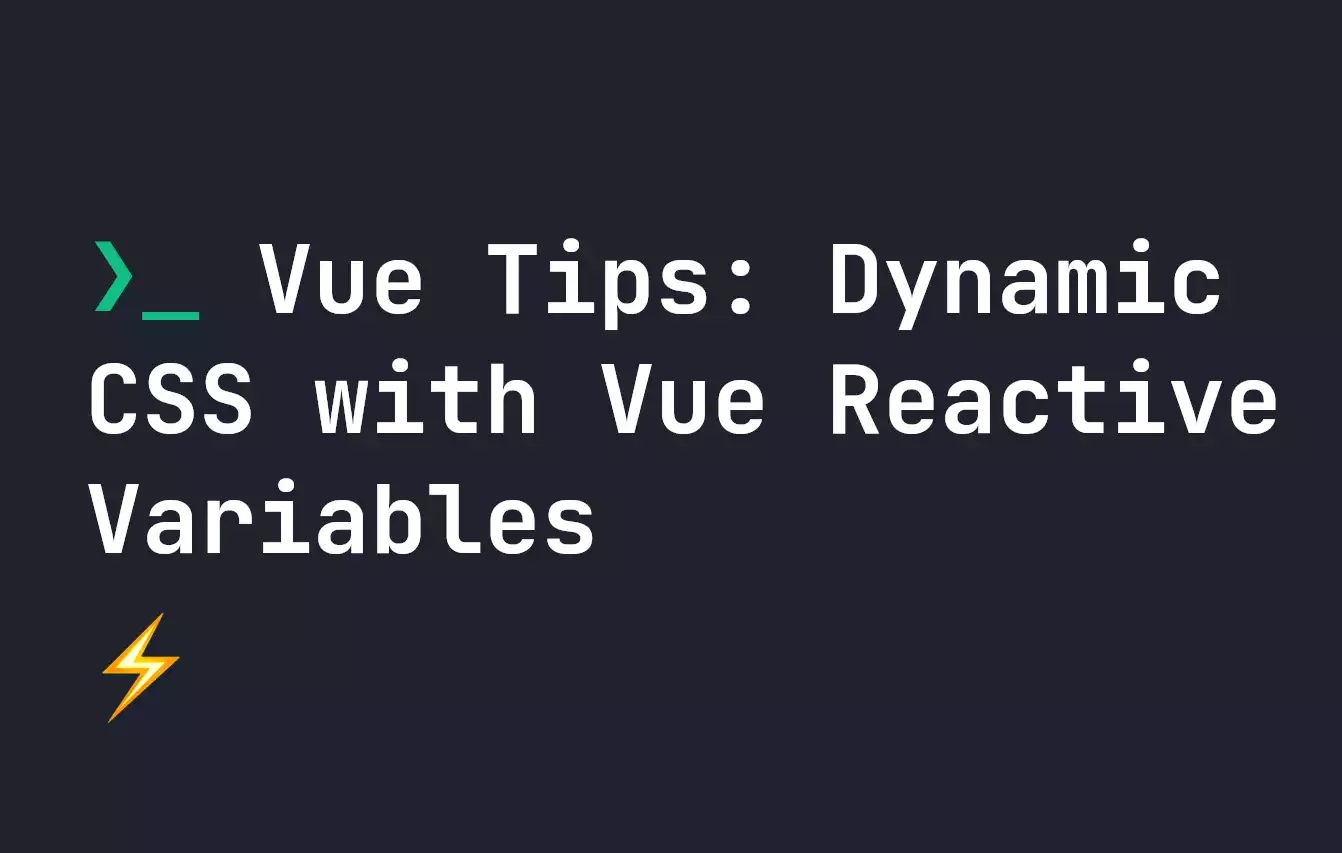 ❯_ Vue Tips: Dynamic
CSS with Vue Reactive
Variables
⚡